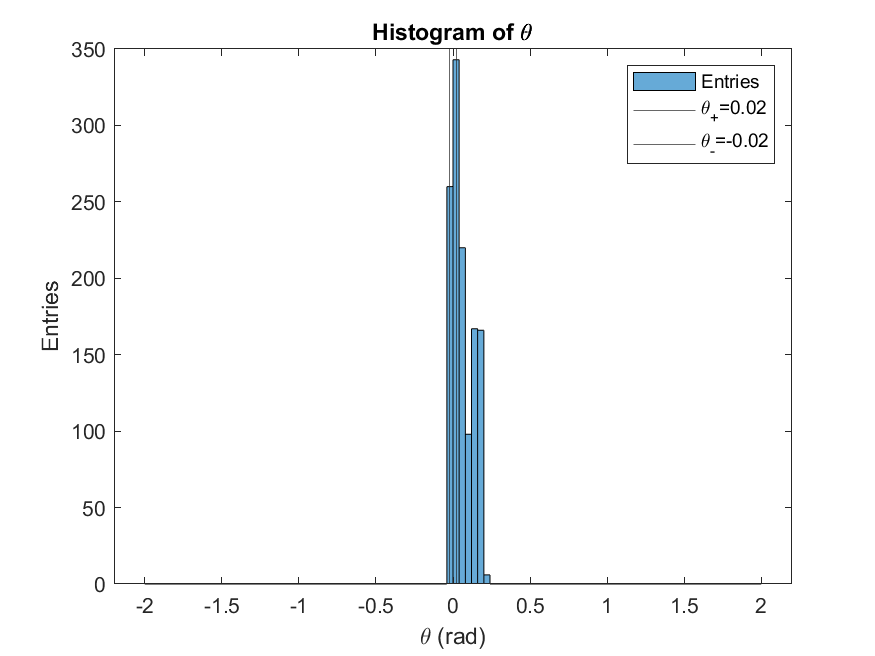 Histogram of θ
350
300
250
200
150
100
50
0
Entries
Entries
θ₊=0.02
θ₋=-0.02
-2 -1.5 -1 -0.5 0 0.5 1 1.5 2
θ (rad)